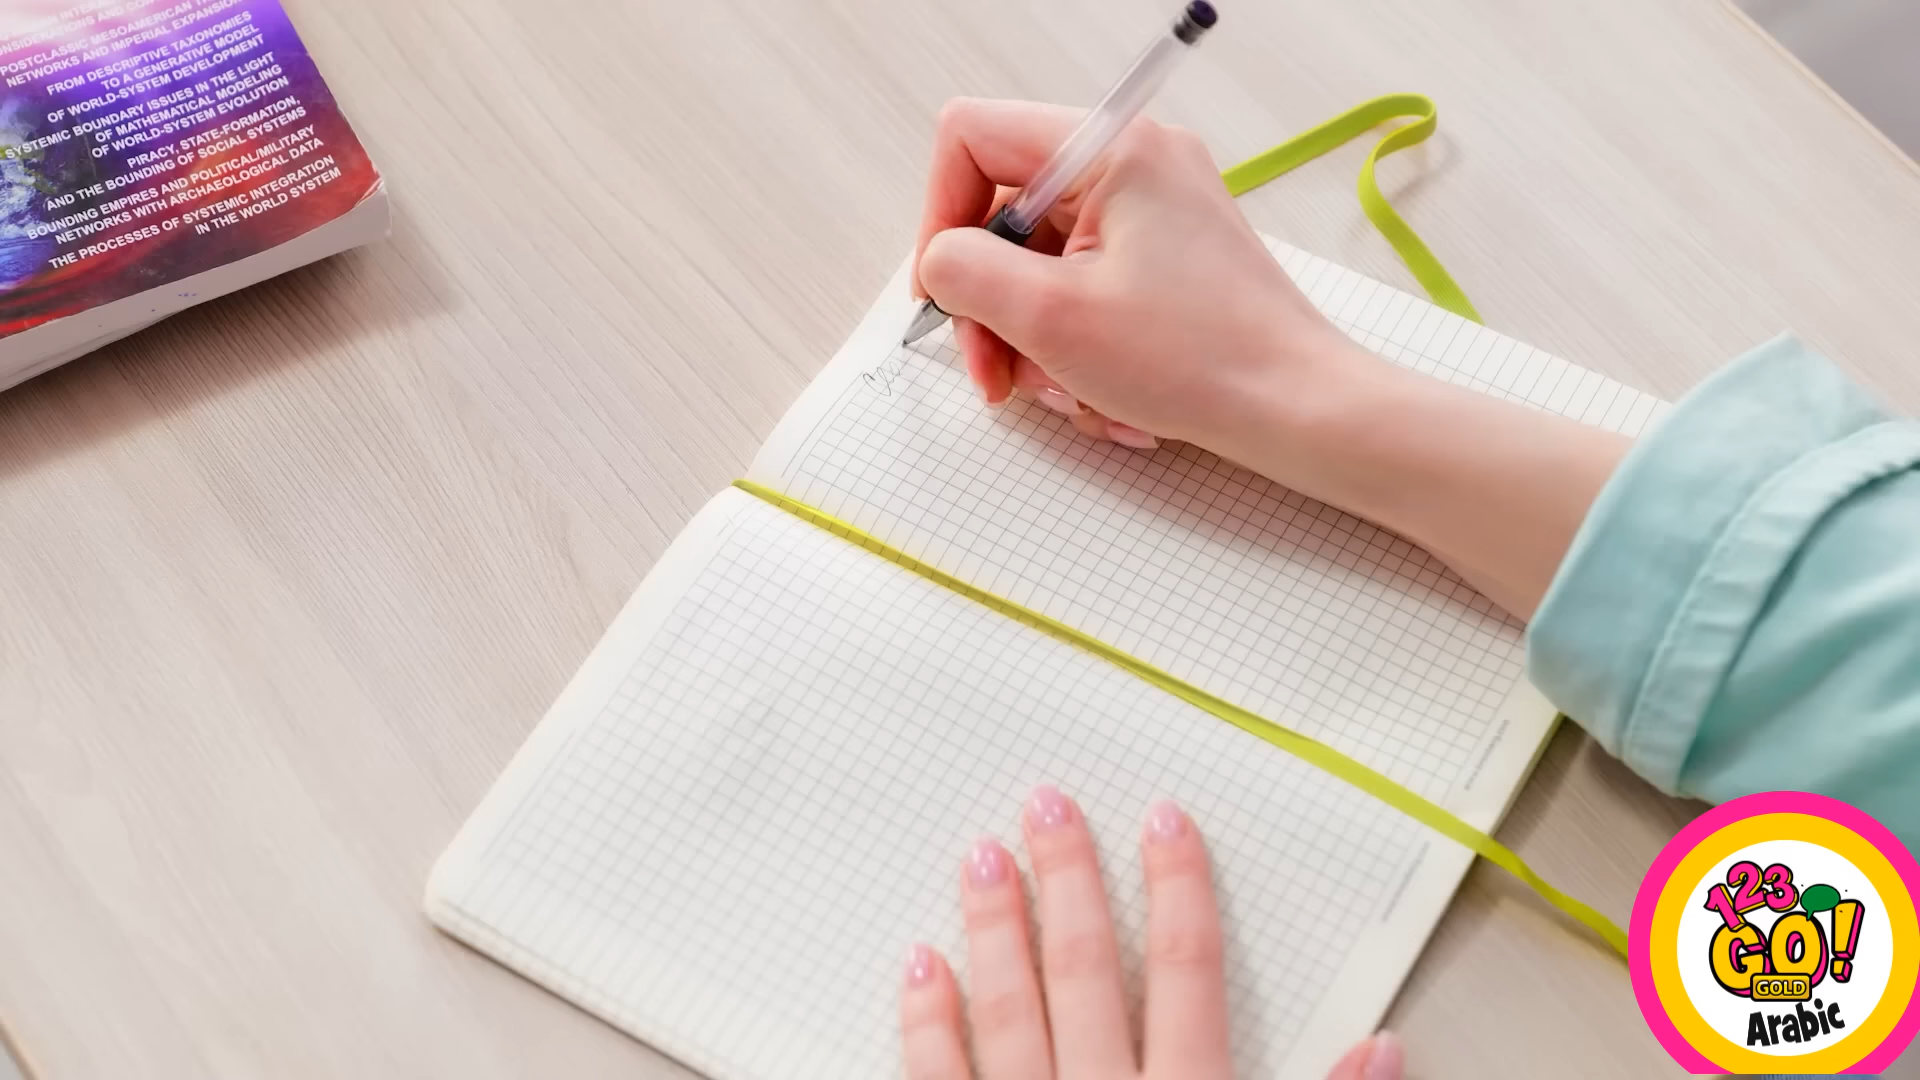 POSTCLASSIC MESOAMERICAN
NETWORKS AND IMPERIAL EXPANSION
FROM DESCRIPTIVE TAXONOMIES
TO A GENERATIVE MODEL
OF WORLD-SYSTEM DEVELOPMENT
SYSTEMIC BOUNDARY ISSUES IN THE LIGHT
OF MATHEMATICAL MODELING
OF WORLD-SYSTEM EVOLUTION
PIRACY, STATE-FORMATION,
AND THE BOUNDING OF SOCIAL SYSTEMS
BOUNDING EMPIRES AND POLITICAL/MILITARY
NETWORKS WITH ARCHAEOLOGICAL DATA
THE PROCESSES OF SYSTEMIC INTEGRATION
IN THE WORLD SYSTEM
123
GO!
GOLD
Arabic